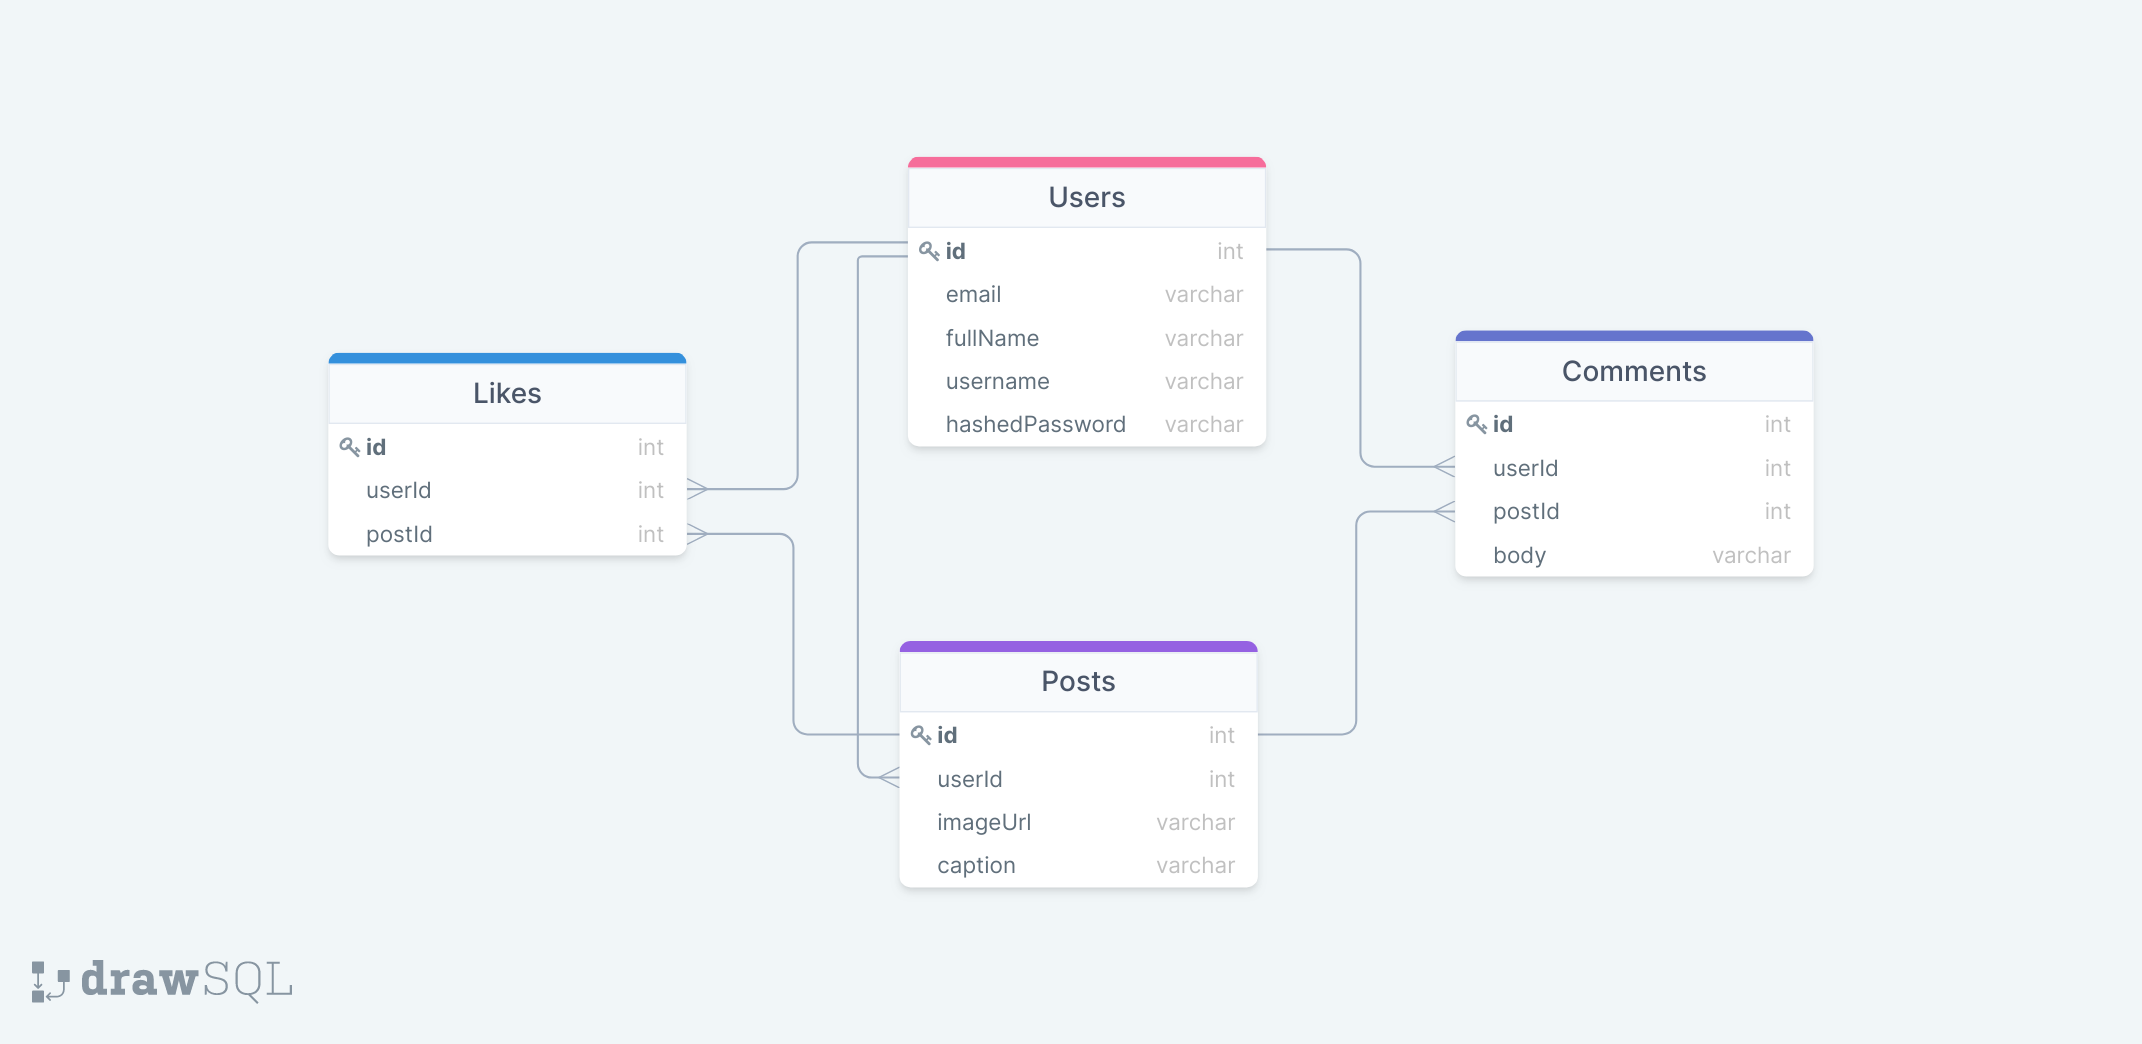 Users
id int
email varchar
fullName varchar
username varchar
hashedPassword varchar
Likes
id int
userId int
postId int
Comments
id int
userId int
postId int
body varchar
Posts
id int
userId int
imageUrl varchar
caption varchar
drawSQL